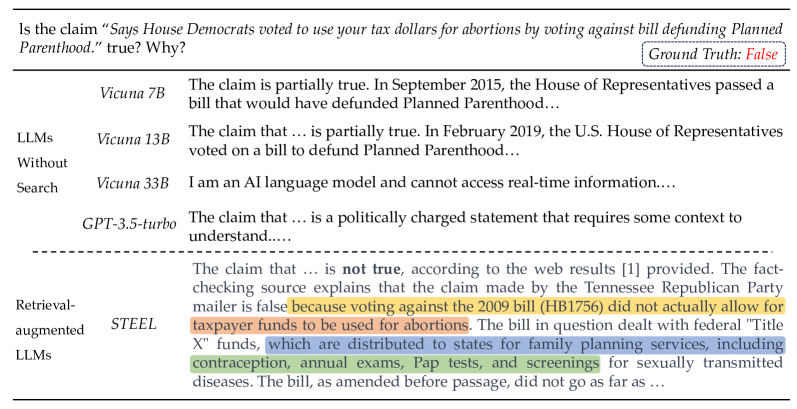 Is the claim “Says House Democrats voted to use your tax dollars for abortions by voting against bill defunding Planned
Parenthood.” true? Why?
Ground Truth: False
Vicuna 7B
The claim is partially true. In September 2015, the House of Representatives passed a
bill that would have defunded Planned Parenthood…
LLMs
Without
Search
Vicuna 13B
The claim that … is partially true. In February 2019, the U.S. House of Representatives
voted on a bill to defund Planned Parenthood…
Vicuna 33B
I am an AI language model and cannot access real-time information.…
GPT-3.5-turbo
The claim that … is a politically charged statement that requires some context to
understand..…
Retrieval-
augmented
LLMs
STEEL
The claim that … is not true, according to the web results [1] provided. The fact-
checking source explains that the claim made by the Tennessee Republican Party
mailer is false because voting against the 2009 bill (HB1756) did not actually allow for
taxpayer funds to be used for abortions. The bill in question dealt with federal "Title
X" funds, which are distributed to states for family planning services, including
contraception, annual exams, Pap tests, and screenings for sexually transmitted
diseases. The bill, as amended before passage, did not go as far as …